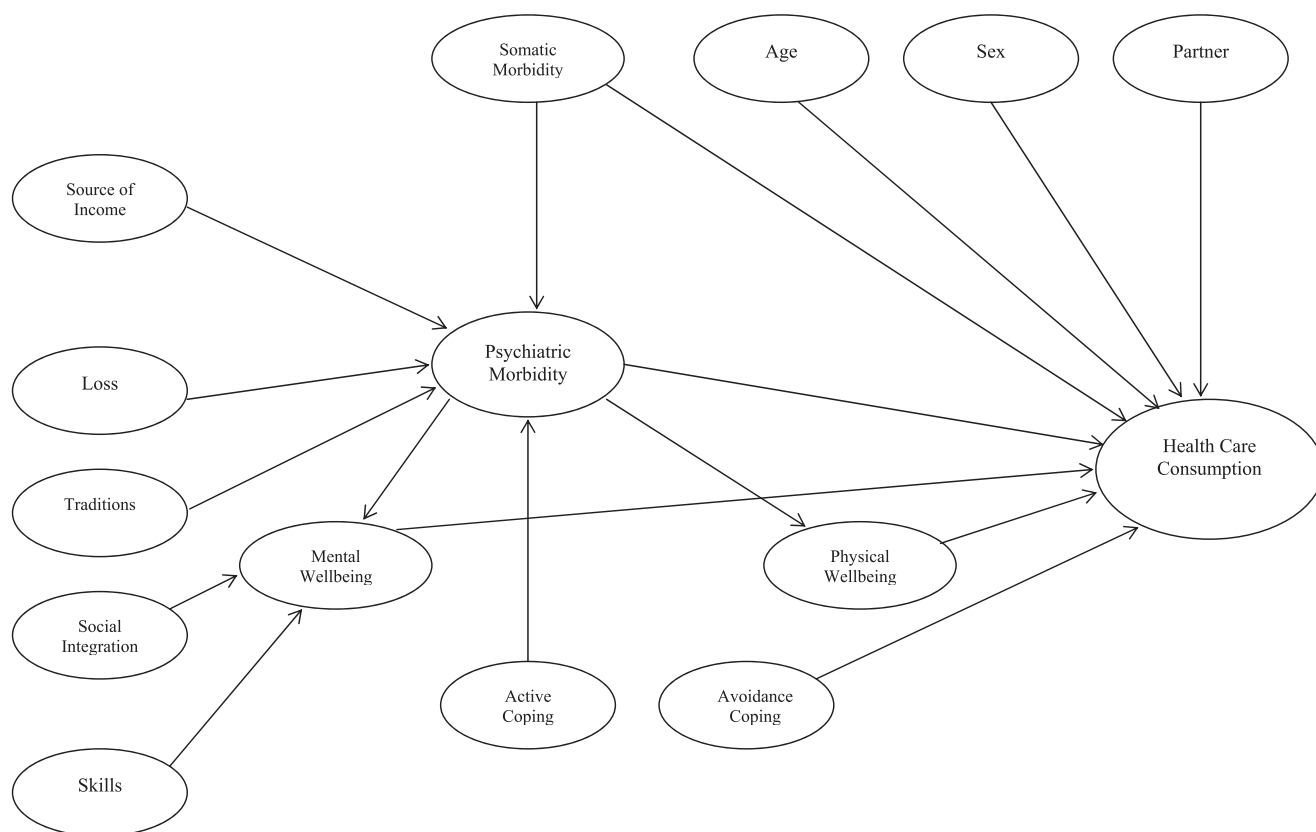 Somatic
Morbidity
Age
Sex
Partner
Source of
Income
Psychiatric
Morbidity
Loss
Health Care
Consumption
Traditions
Mental
Wellbeing
Physical
Wellbeing
Social
Integration
Active
Coping
Avoidance
Coping
Skills